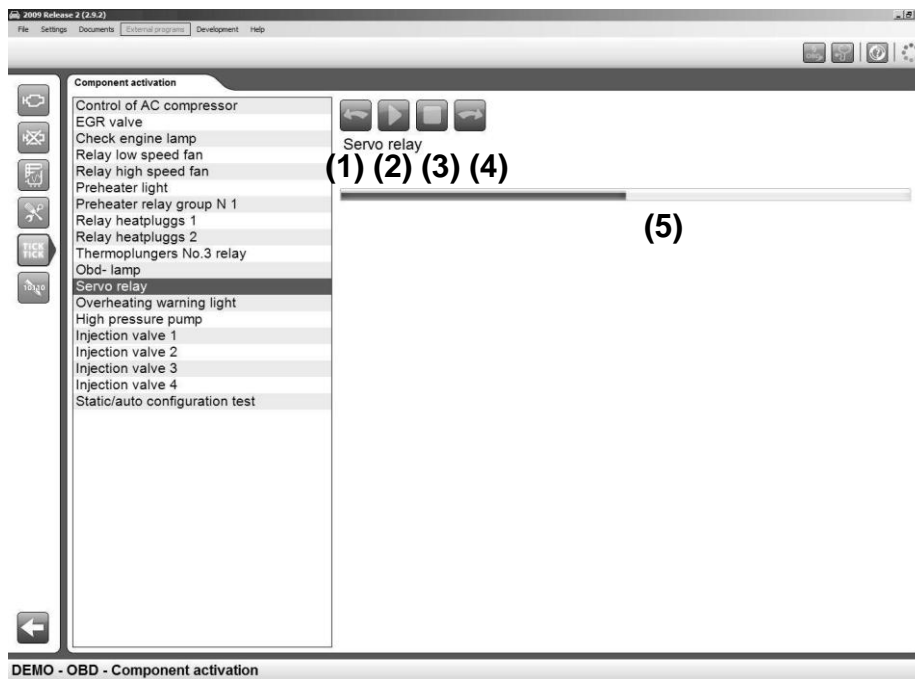 2009 Release 2 (2.9.2)
File Settings Documents External programs Development Help
Component activation
Control of AC compressor
EGR valve
Check engine lamp
Relay low speed fan
Relay high speed fan
Preheater light
Preheater relay group N 1
Relay heatpluggs 1
Relay heatpluggs 2
Thermoplungers No.3 relay
Obd- lamp
Servo relay
Overheating warning light
High pressure pump
Injection valve 1
Injection valve 2
Injection valve 3
Injection valve 4
Static/auto configuration test
TICK
TICK
Servo relay
(1) (2) (3) (4)
(5)
DEMO - OBD - Component activation